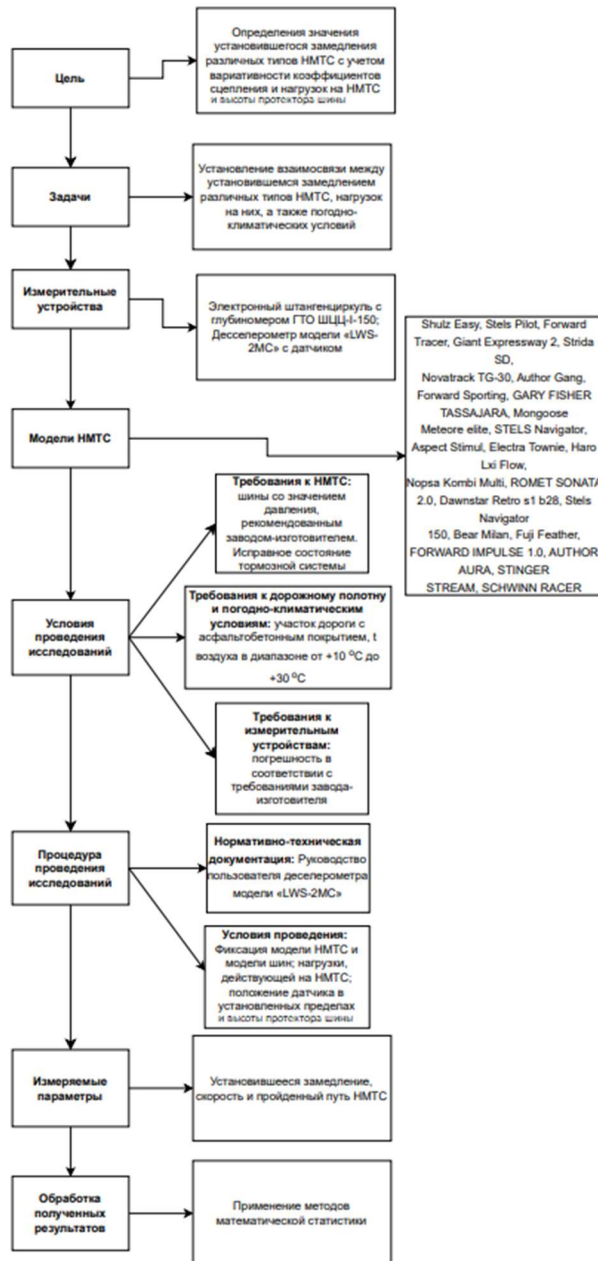 Цель
Определения значения
установившегося замедления
различных типов НМТС с учетом
вариативности коэффициентов
сцепления и нагрузок на НМТС
и высоты протектора шины
Задачи
Установление взаимосвязи между
установившемся замедлением
различных типов НМТС, нагрузок
на них, а также погодно-
климатических условий
Измерительные
устройства
Электронный штангенциркуль с
глубиномером ГТО ШЦЦ-I-150;
Десселерометр модели «LWS-
2МС» с датчиком
Модели НМТС
Shulz Easy, Stels Pilot, Forward
Tracer, Giant Expressway 2, Strida
SD,
Novatrack TG-30, Author Gang,
Forward Sporting, GARY FISHER
TASSAJARA, Mongoose
Meteore elite, STELS Navigator,
Aspect Stimul, Electra Townie, Haro
Lxi Flow,
Nopsa Kombi Multi, ROMET SONATA
2.0, Dawnstar Retro s1 b28, Stels
Navigator
150, Bear Milan, Fuji Feather,
FORWARD IMPULSE 1.0, AUTHOR
AURA, STINGER
STREAM, SCHWINN RACER
Условия
проведения
исследований
Требования к НМТС:
шины со значением
давления,
рекомендованным
заводом-изготовителем.
Исправное состояние
тормозной системы
Требования к дорожному полотну
и погодно-климатическим
условиям: участок дороги с
асфальтобетонным покрытием, t
воздуха в диапазоне от +10 ⁰С до
+30 ⁰С
Требования к
измерительным
устройствам:
погрешность в
соответствии с
требованиями завода-
изготовителя
Процедура
проведения
исследований
Нормативно-техническая
документация: Руководство
пользователя деселерометра
модели «LWS-2МС»
Условия проведения:
Фиксация модели НМТС и
модели шин; нагрузки,
действующей на НМТС;
положение датчика в
установленных пределах
и высоты протектора шины
Измеряемые
параметры
Установившееся замедление,
скорость и пройденный путь НМТС
Обработка
полученных
результатов
Применение методов
математической статистики